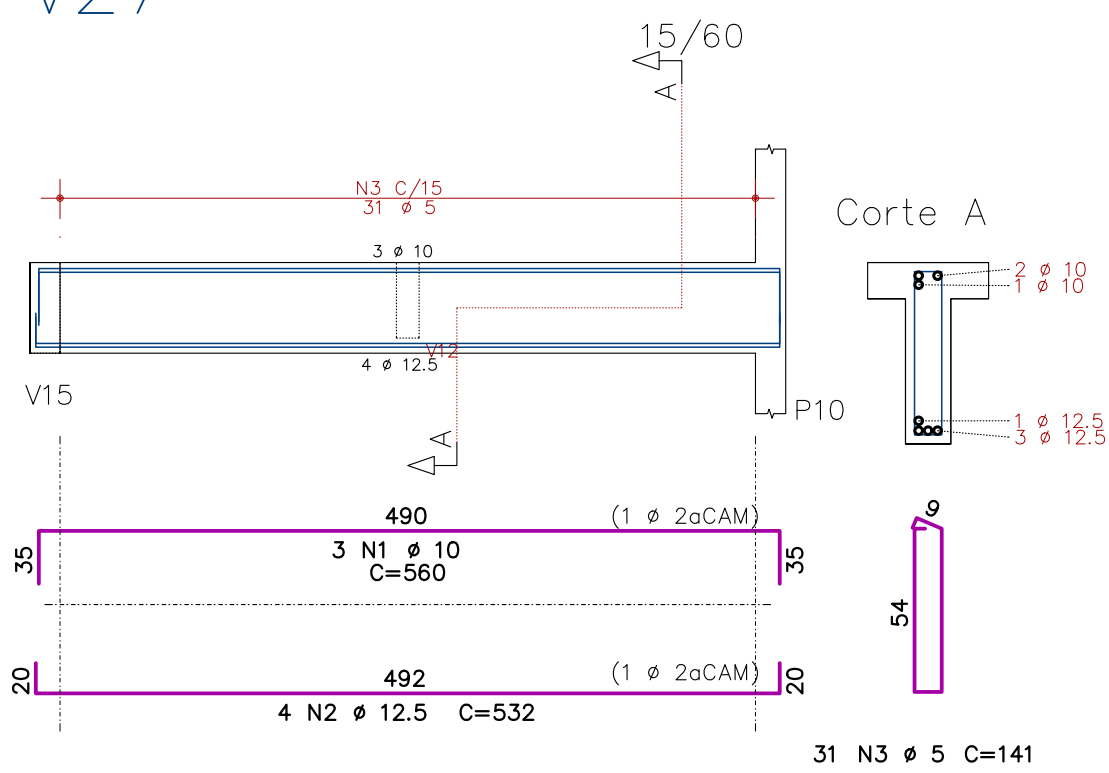 15/60
A
N3 C/15
31 ø 5
3 ø 10
V12
4 ø 12.5
V15
P10
A
Corte A
2 ø 10
1 ø 10
1 ø 12.5
3 ø 12.5
490
(1 ø 2aCAM)
35
3 N1 ø 10
C=560
35
20
492
(1 ø 2aCAM)
20
4 N2 ø 12.5 C=532
9
54
31 N3 ø 5 C=141